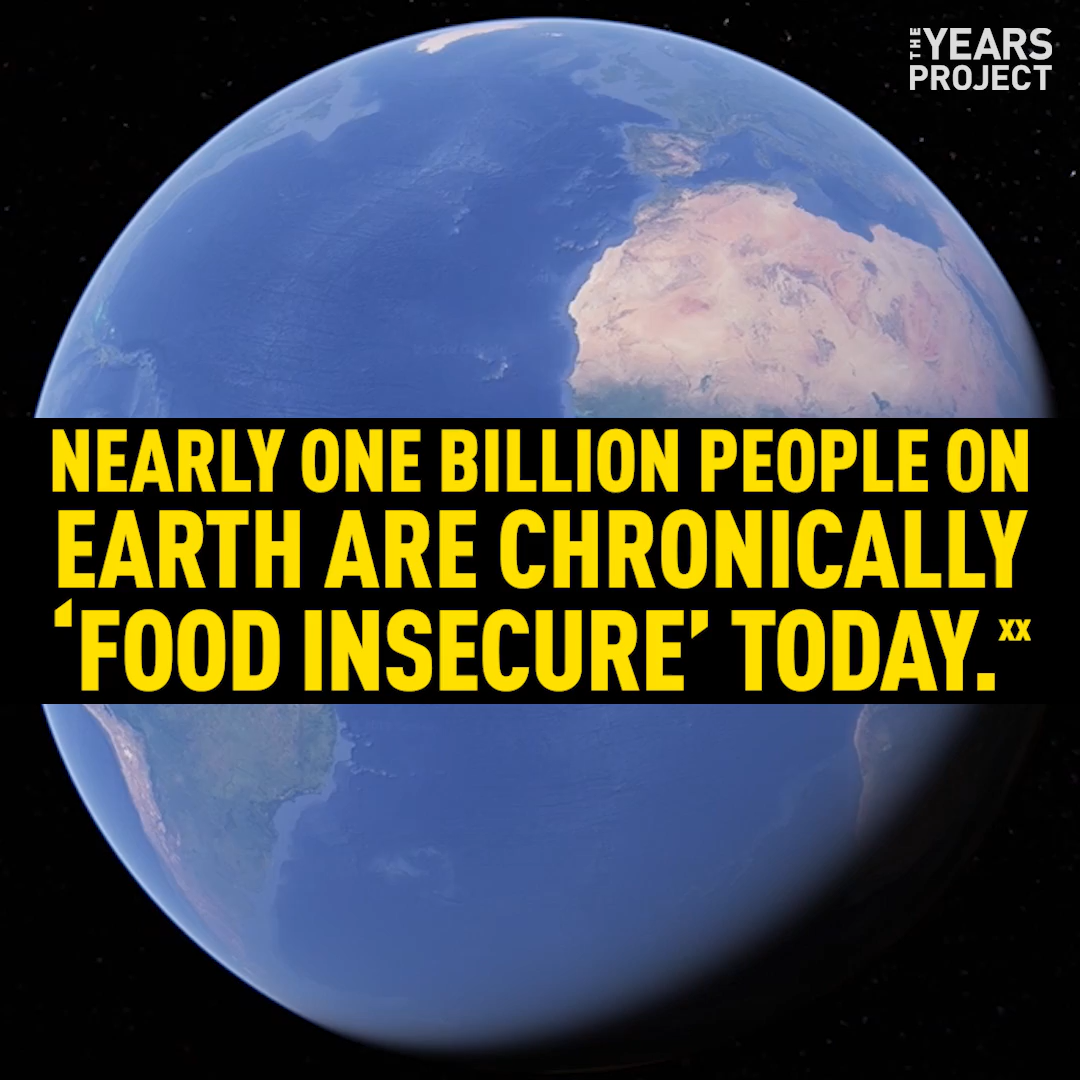 THE YEARS
PROJECT
NEARLY ONE BILLION PEOPLE ON
EARTH ARE CHRONICALLY
‘FOOD INSECURE’ TODAY.xx